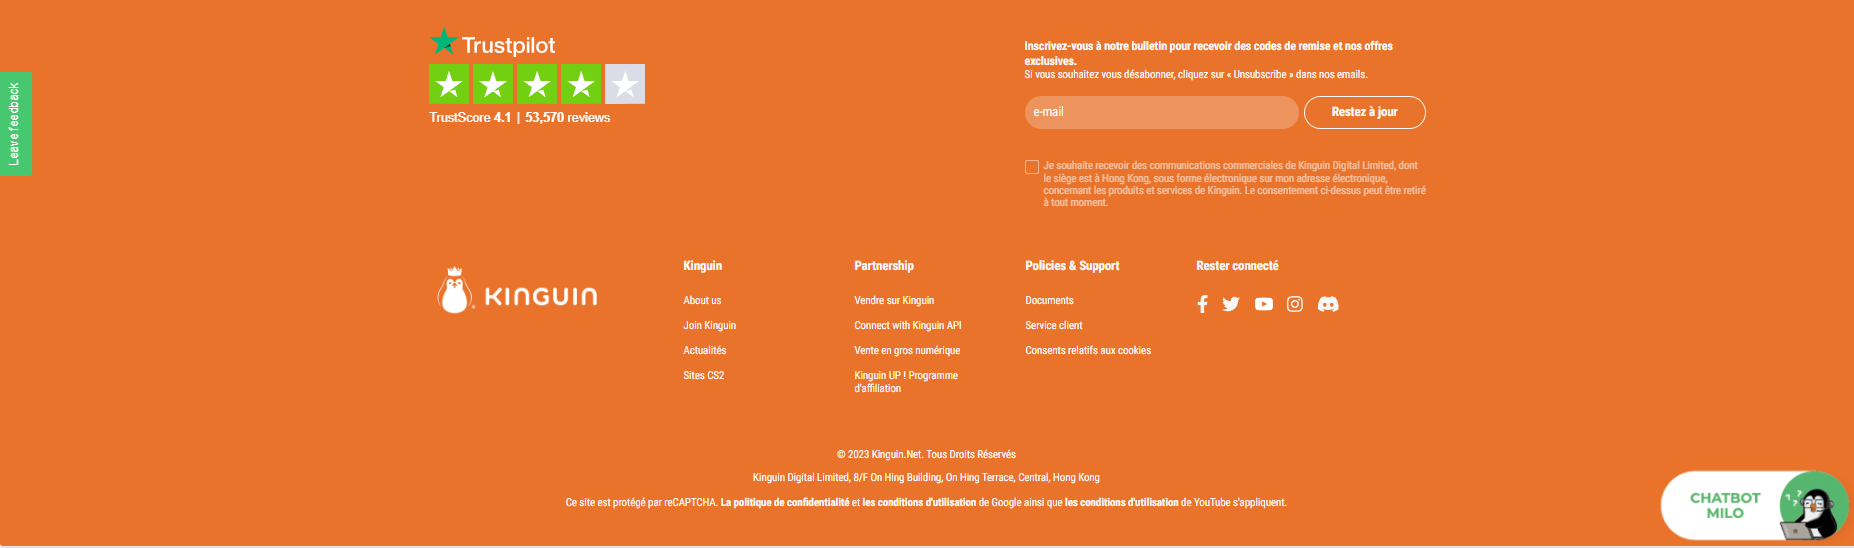 Trustpilot
TrustScore 4.1 | 53,570 reviews
Leave feedback
Inscrivez-vous à notre bulletin pour recevoir des codes de remise et nos offres
exclusives.
Si vous souhaitez vous désabonner, cliquez sur « Unsubscribe » dans nos emails.
e-mail
Restez à jour
Je souhaite recevoir des communications commerciales de Kinguin Digital Limited, dont
le siège est à Hong Kong, sous forme électronique sur mon adresse électronique,
concernant les produits et services de Kinguin. Le consentement ci-dessus peut être retiré
à tout moment.
KINGUIN
Kinguin
About us
Join Kinguin
Actualités
Sites CS2
Partnership
Vendre sur Kinguin
Connect with Kinguin API
Vente en gros numérique
Kinguin UP ! Programme
d'affiliation
Policies & Support
Documents
Service client
Consents relatifs aux cookies
Rester connecté
© 2023 Kinguin.Net. Tous Droits Réservés
Kinguin Digital Limited, 8/F On Hing Building, On Hing Terrace, Central, Hong Kong
Ce site est protégé par reCAPTCHA. La politique de confidentialité et les conditions d'utilisation de Google ainsi que les conditions d'utilisation de YouTube s'appliquent.
CHATBOT
MILO